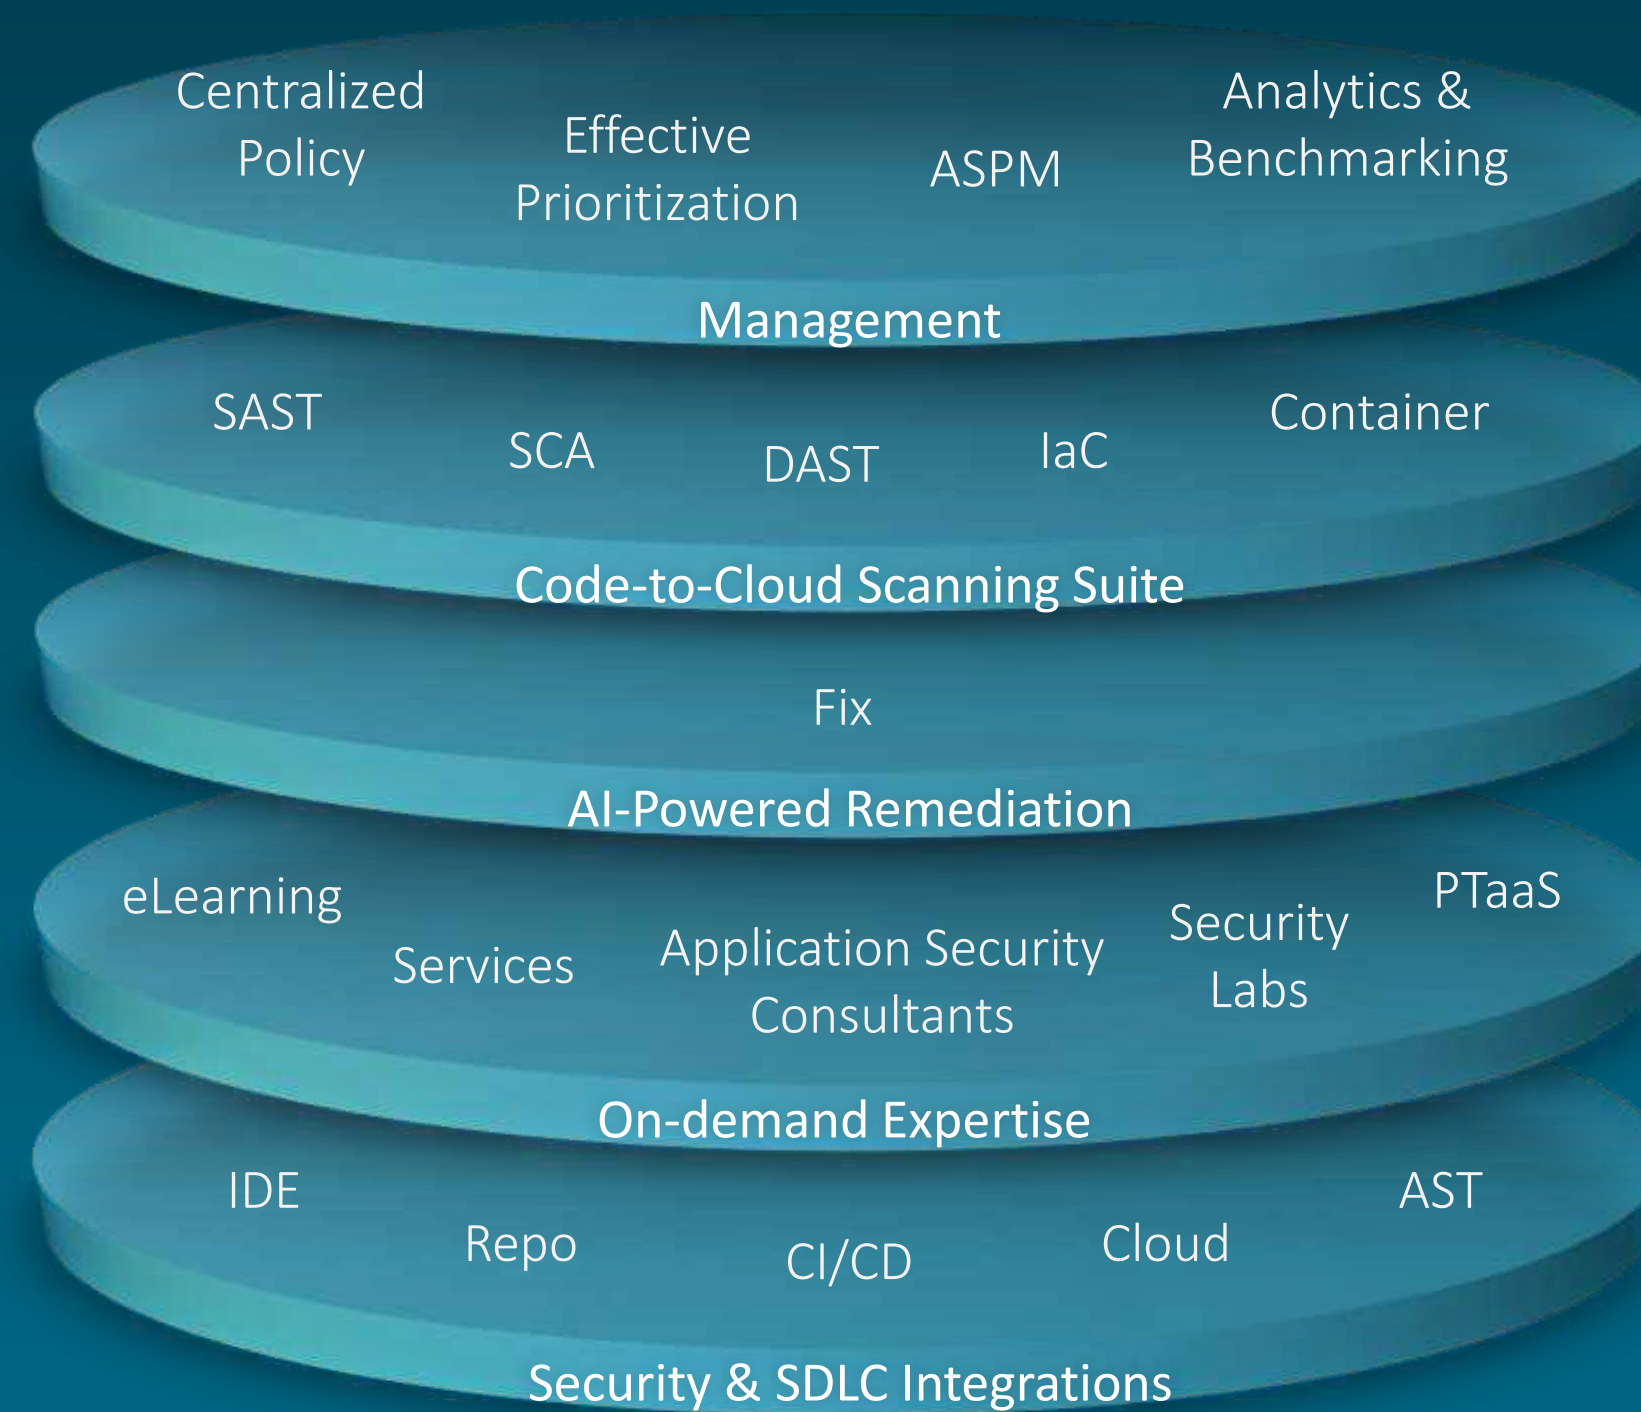 Centralized
Policy
Effective
Prioritization
ASPM
Analytics &
Benchmarking
Management
SAST
SCA
DAST
IaC
Container
Code-to-Cloud Scanning Suite
Fix
AI-Powered Remediation
eLearning
Services
Application Security
Consultants
Security
Labs
PTaaS
On-demand Expertise
IDE
Repo
CI/CD
Cloud
AST
Security & SDLC Integrations